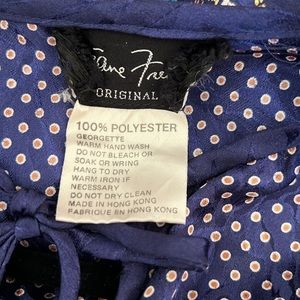 Jane Fre
ORIGINAL
100% POLYESTER
GEORGETTE
WARM HAND WASH
DO NOT BLEACH OR
SOAK OR WRING
HANG TO DRY
WARM IRON IF
NECESSARY
DO NOT DRY CLEAN
MADE IN HONG KONG
FABRIQUE EN HONG KONG